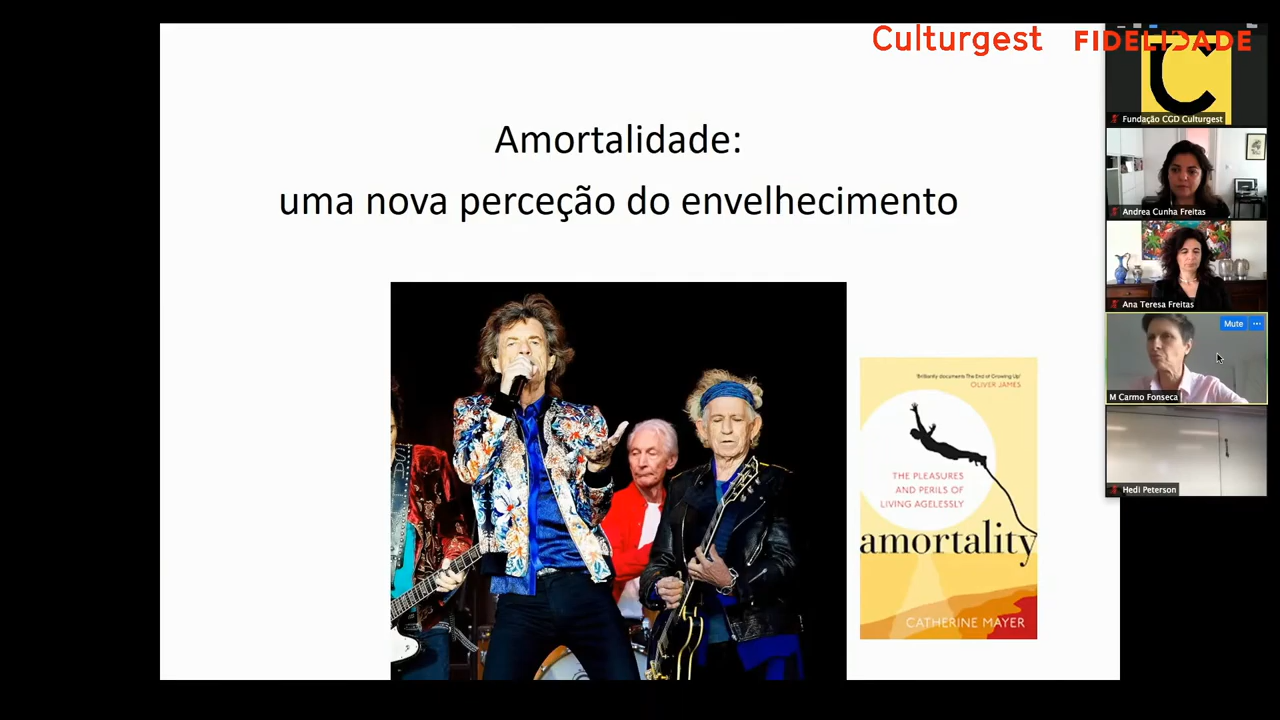 Culturgest FIDELIDADE
Amortalidade:
uma nova perceção do envelhecimento
'Brilliantly documents The End of Growing Up'
OLIVER JAMES
THE PLEASURES
AND PERILS OF
LIVING AGELESSLY
amortality
CATHERINE MAYER
C
Fundação CGD Culturgest
Andrea Cunha Freitas
Ana Teresa Freitas
Mute ...
M Carmo Fonseca
Hedi Peterson